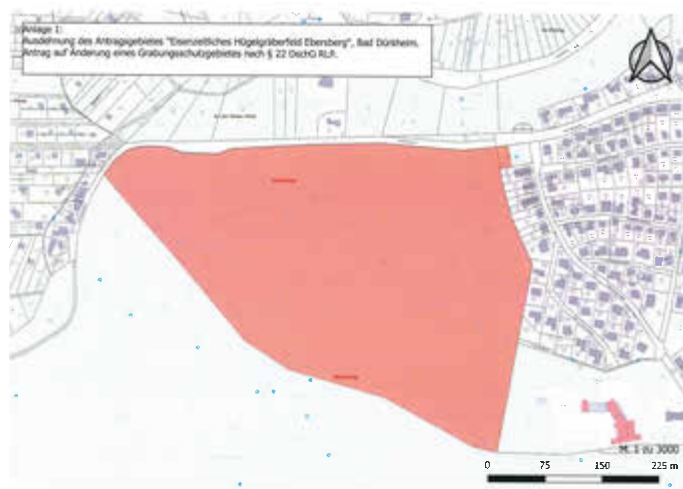 Anlage 1:
Ausdehnung des Antragsgebietes "Eisenzeitliches Hügelgräberfeld Ebersberg", Bad Dürkheim.
Antrag auf Änderung eines Grabungsschutzgebietes nach § 22 DschG RLP.
M. 1 zu 3000
0 75 150 225 m